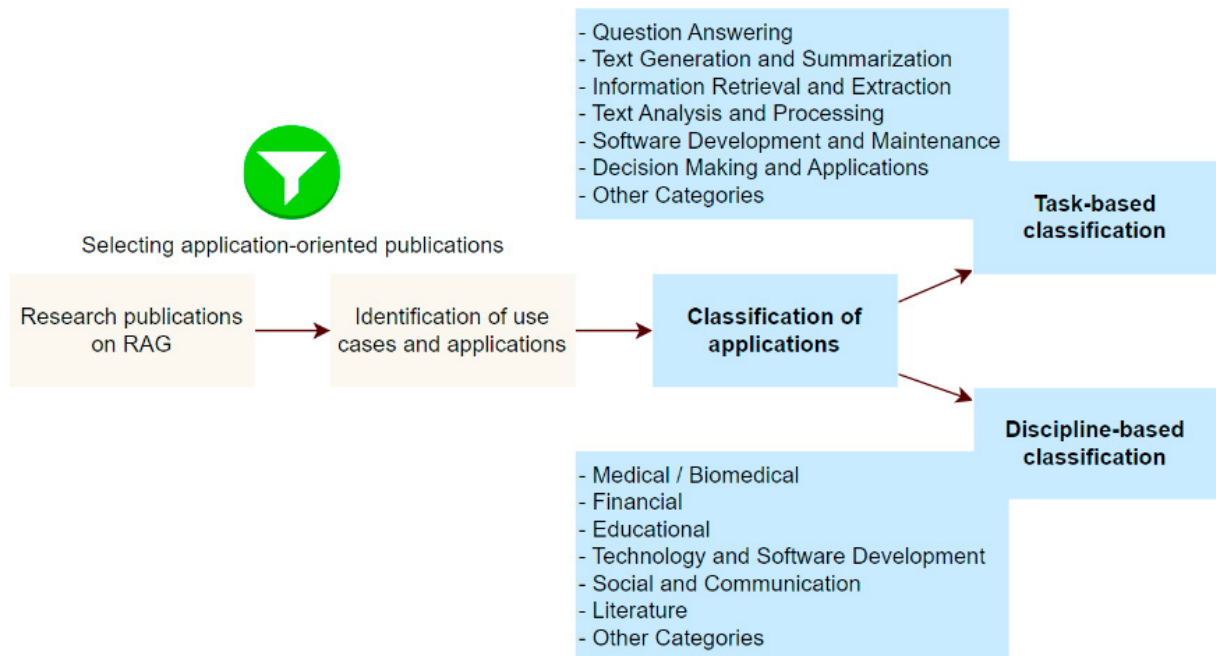 - Question Answering
- Text Generation and Summarization
- Information Retrieval and Extraction
- Text Analysis and Processing
- Software Development and Maintenance
- Decision Making and Applications
- Other Categories
Task-based
classification
Selecting application-oriented publications
Research publications
on RAG
Identification of use
cases and applications
Classification of
applications
Discipline-based
classification
- Medical / Biomedical
- Financial
- Educational
- Technology and Software Development
- Social and Communication
- Literature
- Other Categories